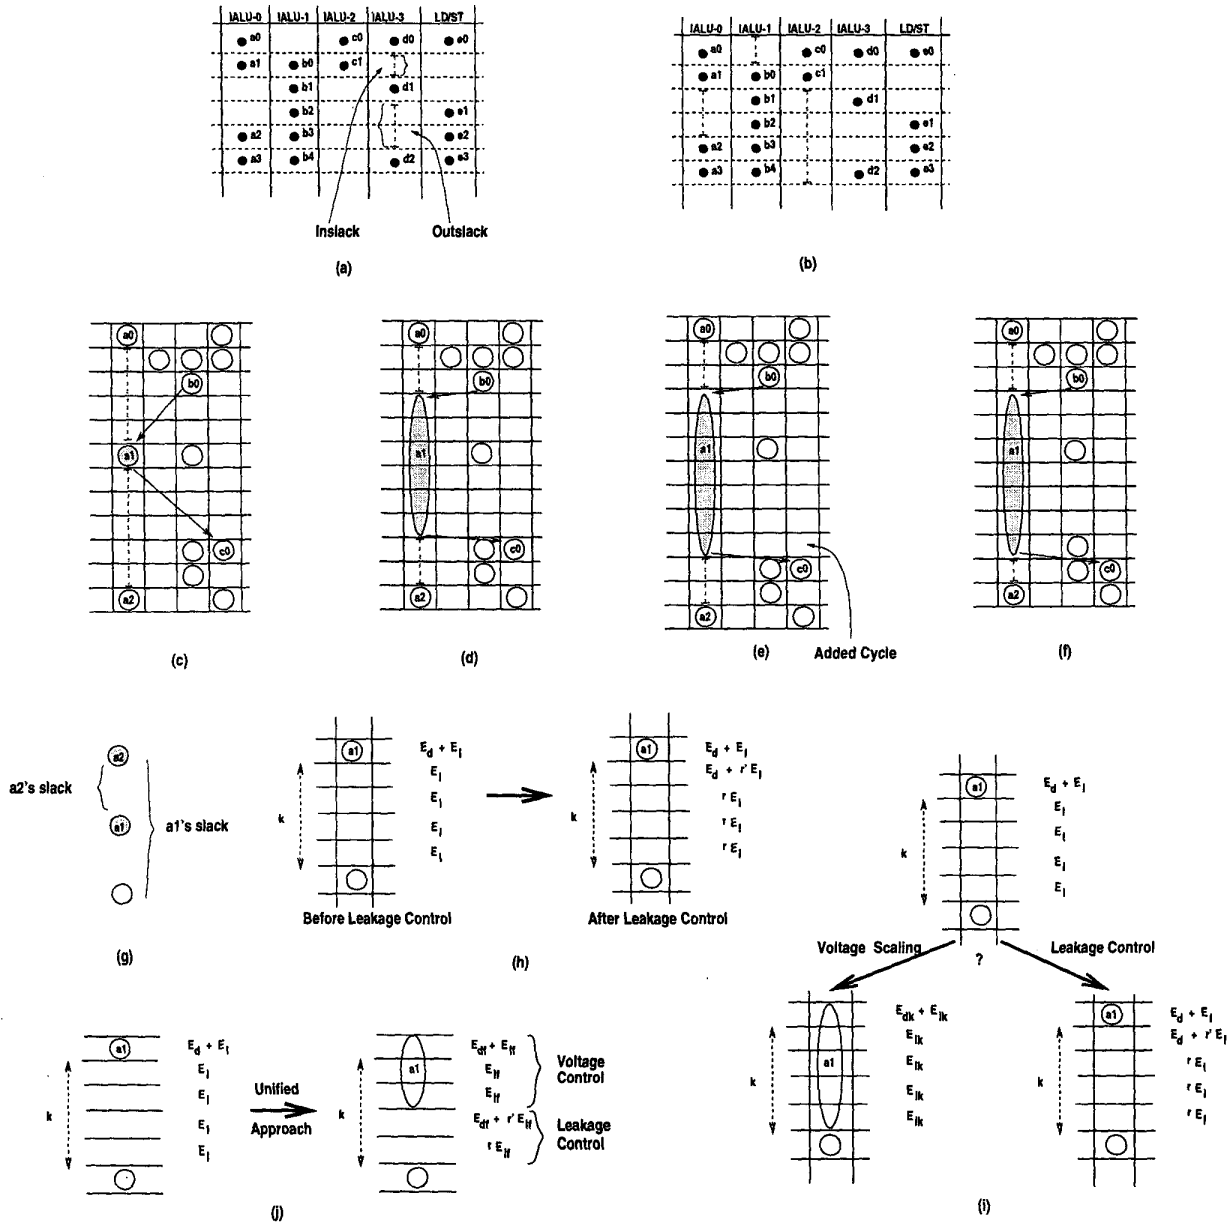 IALU-0 IALU-1 IALU-2 IALU-3 LD/ST
a0 c0 d0 e0
a1 b0 c1
b1 d1
b2 e1
a2 b3 e2
a3 b4 d2 e3
Inslack Outslack
(a)
IALU-0 IALU-1 IALU-2 IALU-3 LD/ST
a0 c0 d0 e0
a1 b0 c1
b1 d1
b2 e1
a2 b3 e2
a3 b4 d2 e3
(b)
a0
b0
a1
c0
a2
(c)
a0
b0
a1
c0
a2
(d)
a0
b0
a1
c0
a2
(e)
Added Cycle
a0
b0
a1
c0
a2
(f)
a2
a2's slack
a1
a1's slack
(g)
a1
k
E_d + E_l
E_l
E_l
E_l
E_l
Before Leakage Control
a1
k
E_d + E_l
E_d + r' E_l
r E_l
r E_l
r E_l
After Leakage Control
(h)
a1
k
E_d + E_l
E_l
E_l
E_l
E_l
Voltage Scaling
?
Leakage Control
a1
k
E_dk + E_lk
E_lk
E_lk
E_lk
E_lk
a1
k
E_d + E_l
E_d + r' E_l
r E_l
r E_l
r E_l
(i)
a1
k
E_d + E_l
E_l
E_l
E_l
E_l
Unified
Approach
a1
k
E_df + E_lf
E_lf
E_lf
Voltage
Control
E_df + r' E_lf
r E_lf
Leakage
Control
(j)